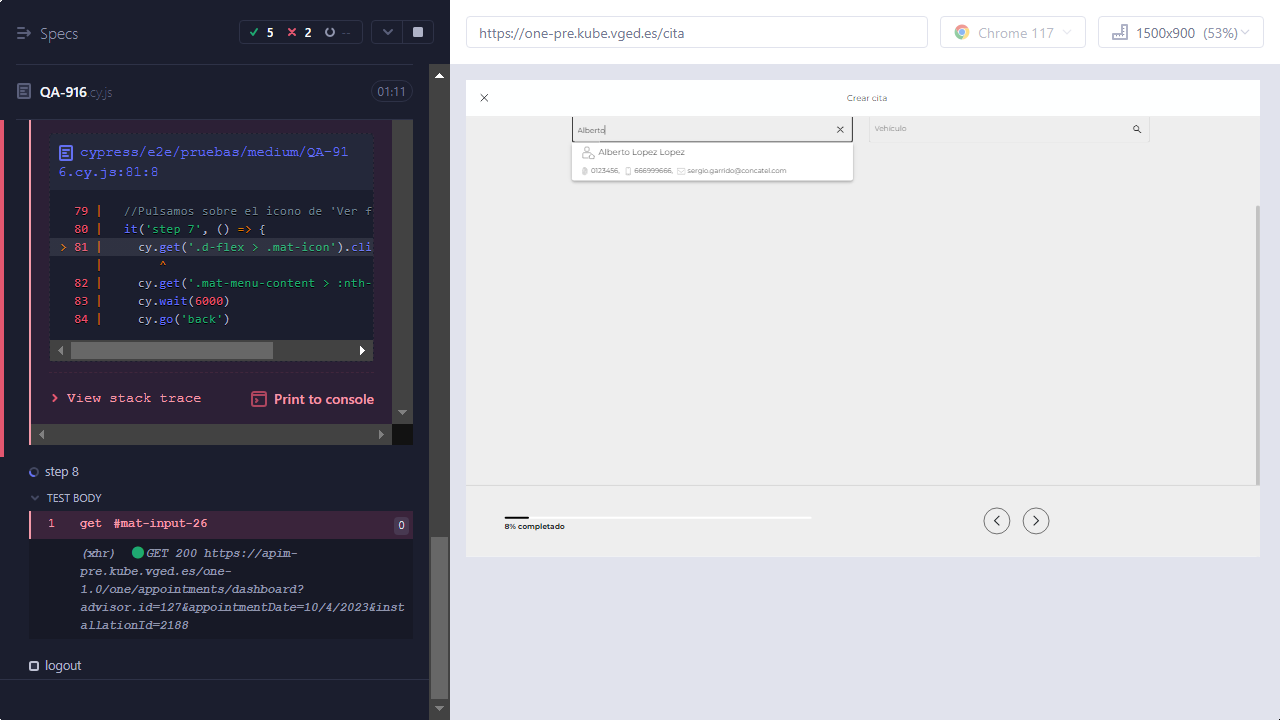 Specs
5
2
--
QA-916.cy.js
01:11
cypress/e2e/pruebas/medium/QA-91
6.cy.js:81:8
79 | //Pulsamos sobre el icono de 'Ver f
80 | it('step 7', () => {
> 81 | cy.get('.d-flex > .mat-icon').cli
| ^
82 | cy.get('.mat-menu-content > :nth-
83 | cy.wait(6000)
84 | cy.go('back')
> View stack trace
Print to console
step 8
TEST BODY
1 get #mat-input-26 0
(xhr) GET 200 https://apim-
pre.kube.vged.es/one-
1.0/one/appointments/dashboard?
advisor.id=127&appointmentDate=10/4/2023&inst
allationId=2188
logout
https://one-pre.kube.vged.es/cita
Chrome 117
1500x900 (53%)
Crear cita
Alberto
Vehículo
Alberto Lopez Lopez
0123456, 666999666, sergio.garrido@concatel.com
8% completado